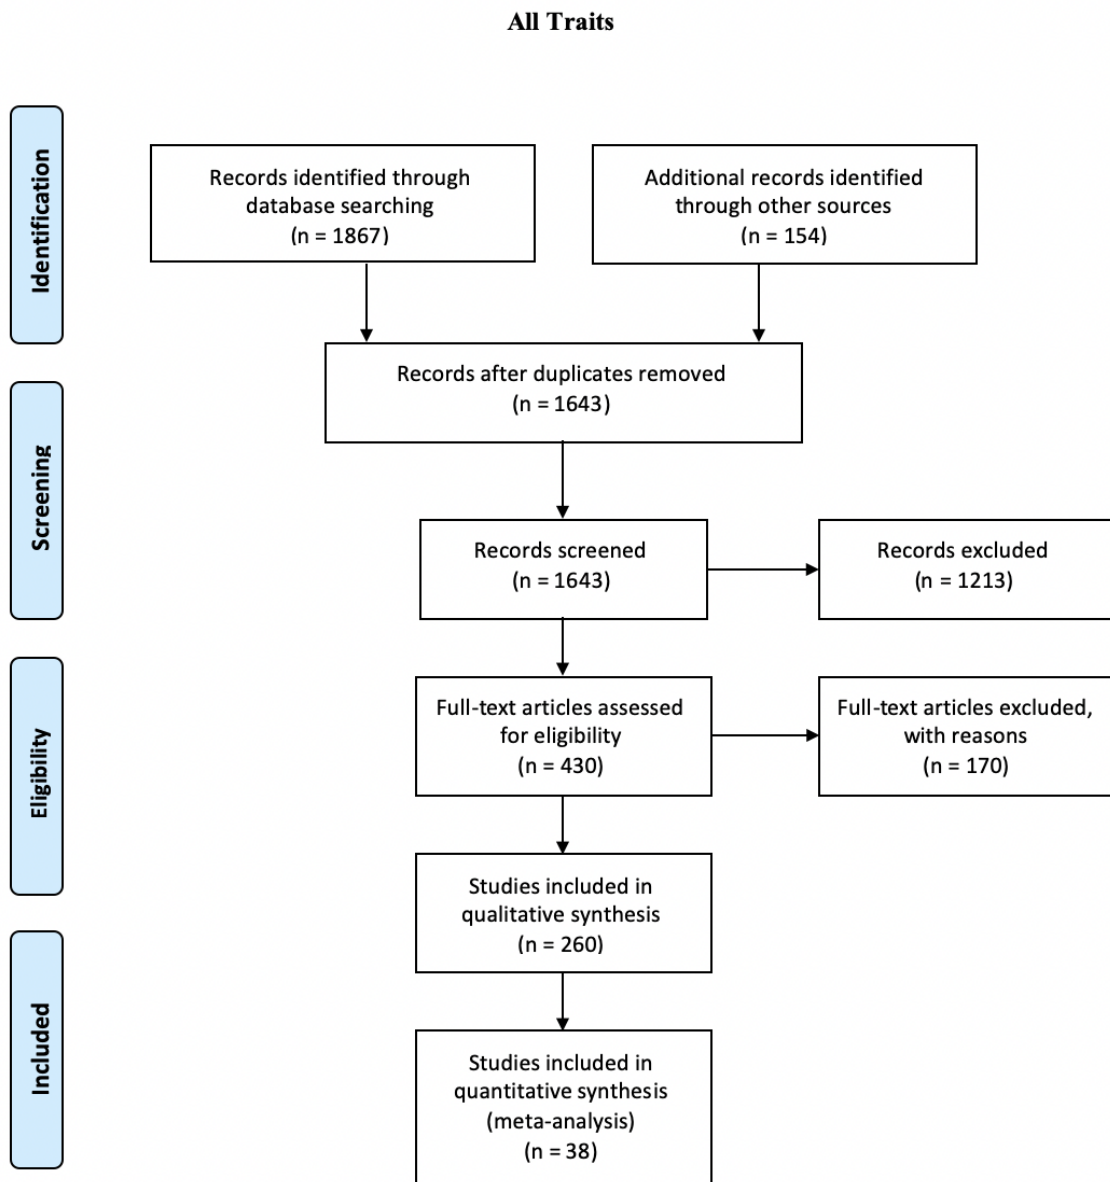 All Traits
Identification
Records identified through
database searching
(n = 1867)
Additional records identified
through other sources
(n = 154)
Records after duplicates removed
(n = 1643)
Screening
Records screened
(n = 1643)
Records excluded
(n = 1213)
Eligibility
Full-text articles assessed
for eligibility
(n = 430)
Full-text articles excluded,
with reasons
(n = 170)
Studies included in
qualitative synthesis
(n = 260)
Included
Studies included in
quantitative synthesis
(meta-analysis)
(n = 38)